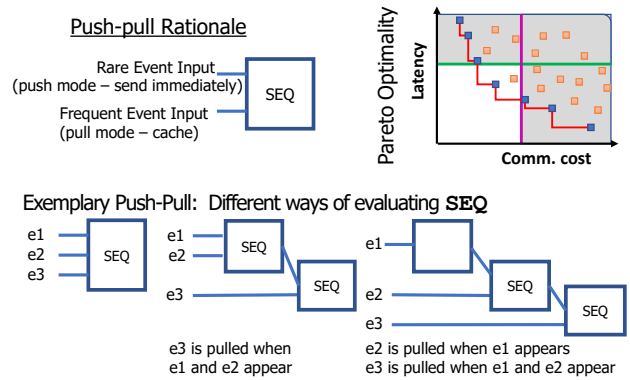 Push-pull Rationale
Rare Event Input
(push mode – send immediately)
SEQ
Frequent Event Input
(pull mode – cache)
Pareto Optimality
Latency
Comm. cost
Exemplary Push-Pull: Different ways of evaluating SEQ
e1
e2
e3
SEQ
e1
e2
SEQ
e3
SEQ
e3 is pulled when
e1 and e2 appear
e1
e2
SEQ
e3
SEQ
e2 is pulled when e1 appears
e3 is pulled when e1 and e2 appear